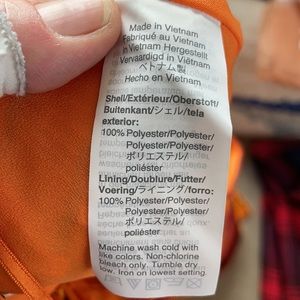 Made in Vietnam
Fabriqué au Vietnam
In Vietnam Hergestellt
Vervaardigd in Viêtnam
ベトナム製
Hecho en Vietnam
Shell/Extérieur/Oberstoff/
Buitenkant/シェル/tela
exterior:
100% Polyester/Polyester/
Polyester/Polyester/
ポリエステル/
poliéster
Lining/Doublure/Futter/
Voering/ライニング/forro:
100% Polyester/Polyester/
Polyester/Polyester/
ポリエステル/
poliéster
Machine wash cold with
like colors. Non-chlorine
bleach only. Tumble dry,
low. Iron on lowest setting.